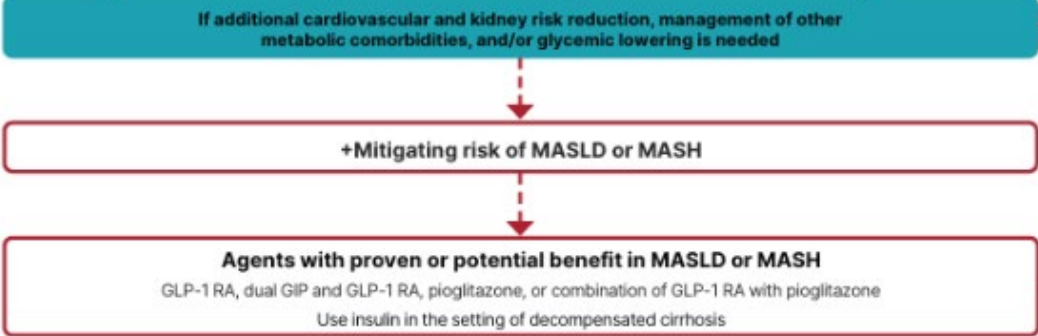 If additional cardiovascular and kidney risk reduction, management of other
metabolic comorbidities, and/or glycemic lowering is needed
+Mitigating risk of MASLD or MASH
Agents with proven or potential benefit in MASLD or MASH
GLP-1 RA, dual GIP and GLP-1 RA, pioglitazone, or combination of GLP-1 RA with pioglitazone
Use insulin in the setting of decompensated cirrhosis